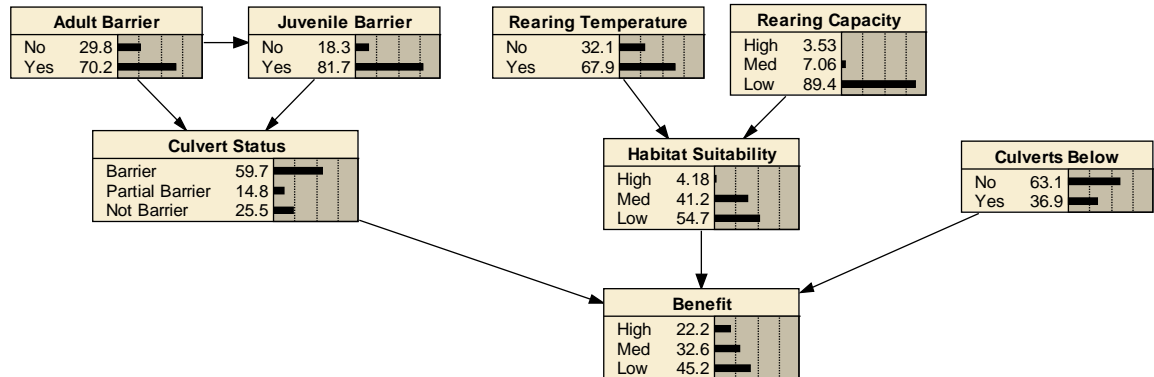 Adult Barrier
No 29.8
Yes 70.2
Juvenile Barrier
No 18.3
Yes 81.7
Rearing Temperature
No 32.1
Yes 67.9
Rearing Capacity
High 3.53
Med 7.06
Low 89.4
Culvert Status
Barrier 59.7
Partial Barrier 14.8
Not Barrier 25.5
Habitat Suitability
High 4.18
Med 41.2
Low 54.7
Culverts Below
No 63.1
Yes 36.9
Benefit
High 22.2
Med 32.6
Low 45.2